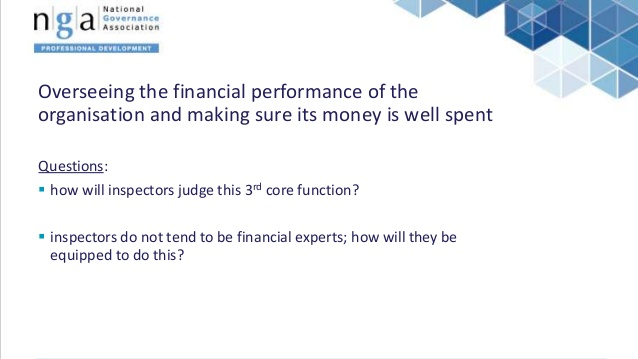 nga National
Governance
Association
PROFESSIONAL DEVELOPMENT
Overseeing the financial performance of the
organisation and making sure its money is well spent
Questions:
▪ how will inspectors judge this 3rd core function?
▪ inspectors do not tend to be financial experts; how will they be
equipped to do this?